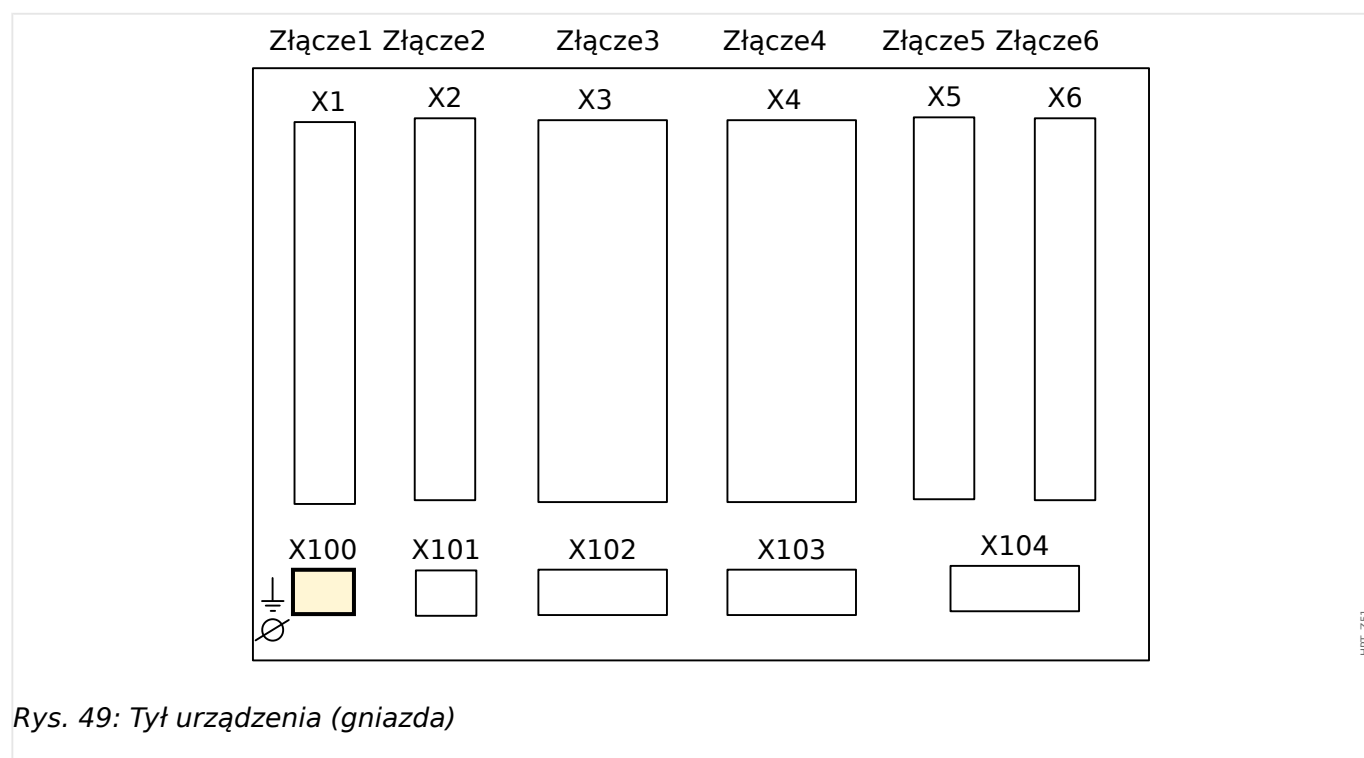 Złącze1 Złącze2 Złącze3 Złącze4 Złącze5 Złącze6
X1 X2 X3 X4 X5 X6
X100 X101 X102 X103 X104
Rys. 49: Tył urządzenia (gniazda)